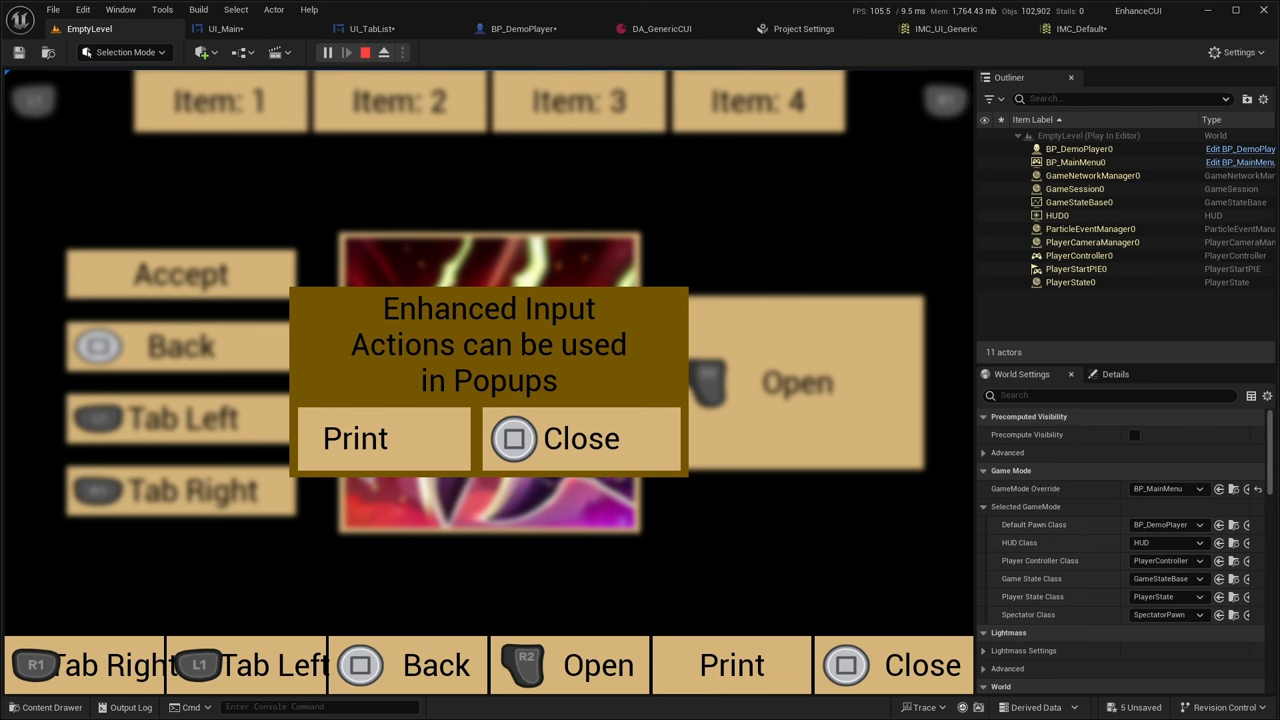 File Edit Window Tools Build Select Actor Help
FPS: 105.5 / 9.5 ms Mem: 1,764.43 mb Objs: 102,902 Stalls: 0 EnhanceCUI
EmptyLevel UI_Main* UI_TabList* BP_DemoPlayer* DA_GenericCUI Project Settings IMC_UI_Generic IMC_Default*
Selection Mode Settings
Item: 1 Item: 2 Item: 3 Item: 4
Accept
Back
Tab Left
Tab Right
Open
Enhanced Input
Actions can be used
in Popups
Print Close
R1 Tab Right L1 Tab Left Back R2 Open Print Close
Outliner
Search...
Item Label Type
EmptyLevel (Play In Editor) World
BP_DemoPlayer0 Edit BP_DemoPlay
BP_MainMenu0 Edit BP_MainMenu
GameNetworkManager0 GameNetworkMan
GameSession0 GameSession
GameStateBase0 GameStateBase
HUD0 HUD
ParticleEventManager0 ParticleEventMana
PlayerCameraManager0 PlayerCameraMan
PlayerController0 PlayerController
PlayerStartPIE0 PlayerStartPIE
PlayerState0 PlayerState
11 actors
World Settings Details
Search
Precomputed Visibility
Precompute Visibility
Advanced
Game Mode
GameMode Override BP_MainMenu
Selected GameMode
Default Pawn Class BP_DemoPlayer
HUD Class HUD
Player Controller Class PlayerController
Game State Class GameStateBase
Player State Class PlayerState
Spectator Class SpectatorPawn
Lightmass
Lightmass Settings
Advanced
World
Content Drawer Output Log Cmd Enter Console Command Trace Derived Data 5 Unsaved Revision Control